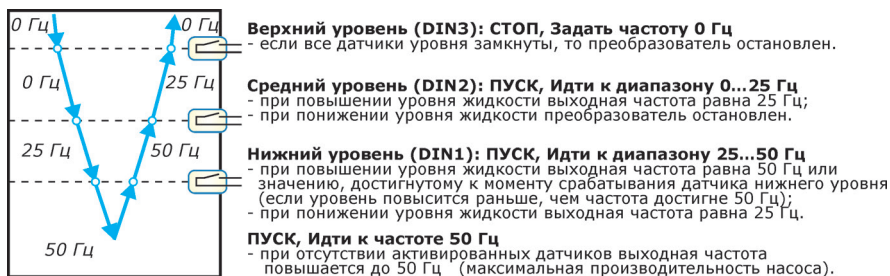 0 Гц
0 Гц
Верхний уровень (DIN3): СТОП, Задать частоту 0 Гц
- если все датчики уровня замкнуты, то преобразователь остановлен.
0 Гц
25 Гц
Средний уровень (DIN2): ПУСК, Идти к диапазону 0...25 Гц
- при повышении уровня жидкости выходная частота равна 25 Гц;
- при понижении уровня жидкости преобразователь остановлен.
25 Гц
50 Гц
Нижний уровень (DIN1): ПУСК, Идти к диапазону 25...50 Гц
- при повышении уровня жидкости выходная частота равна 50 Гц или
значению, достигнутому к моменту срабатывания датчика нижнего уровня
(если уровень повысится раньше, чем частота достигне 50 Гц);
- при понижении уровня жидкости выходная частота равна 25 Гц.
50 Гц
ПУСК, Идти к частоте 50 Гц
- при отсутствии активированных датчиков выходная частота
повышается до 50 Гц (максимальная производительность насоса).